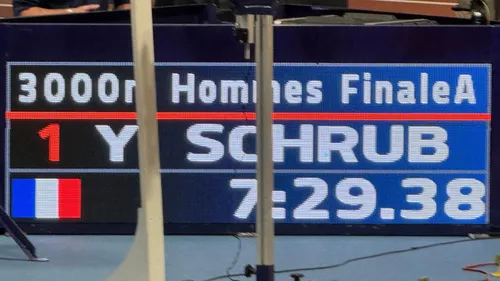 3000m Hommes FinaleA
1 Y SCHRUB
7:29.38